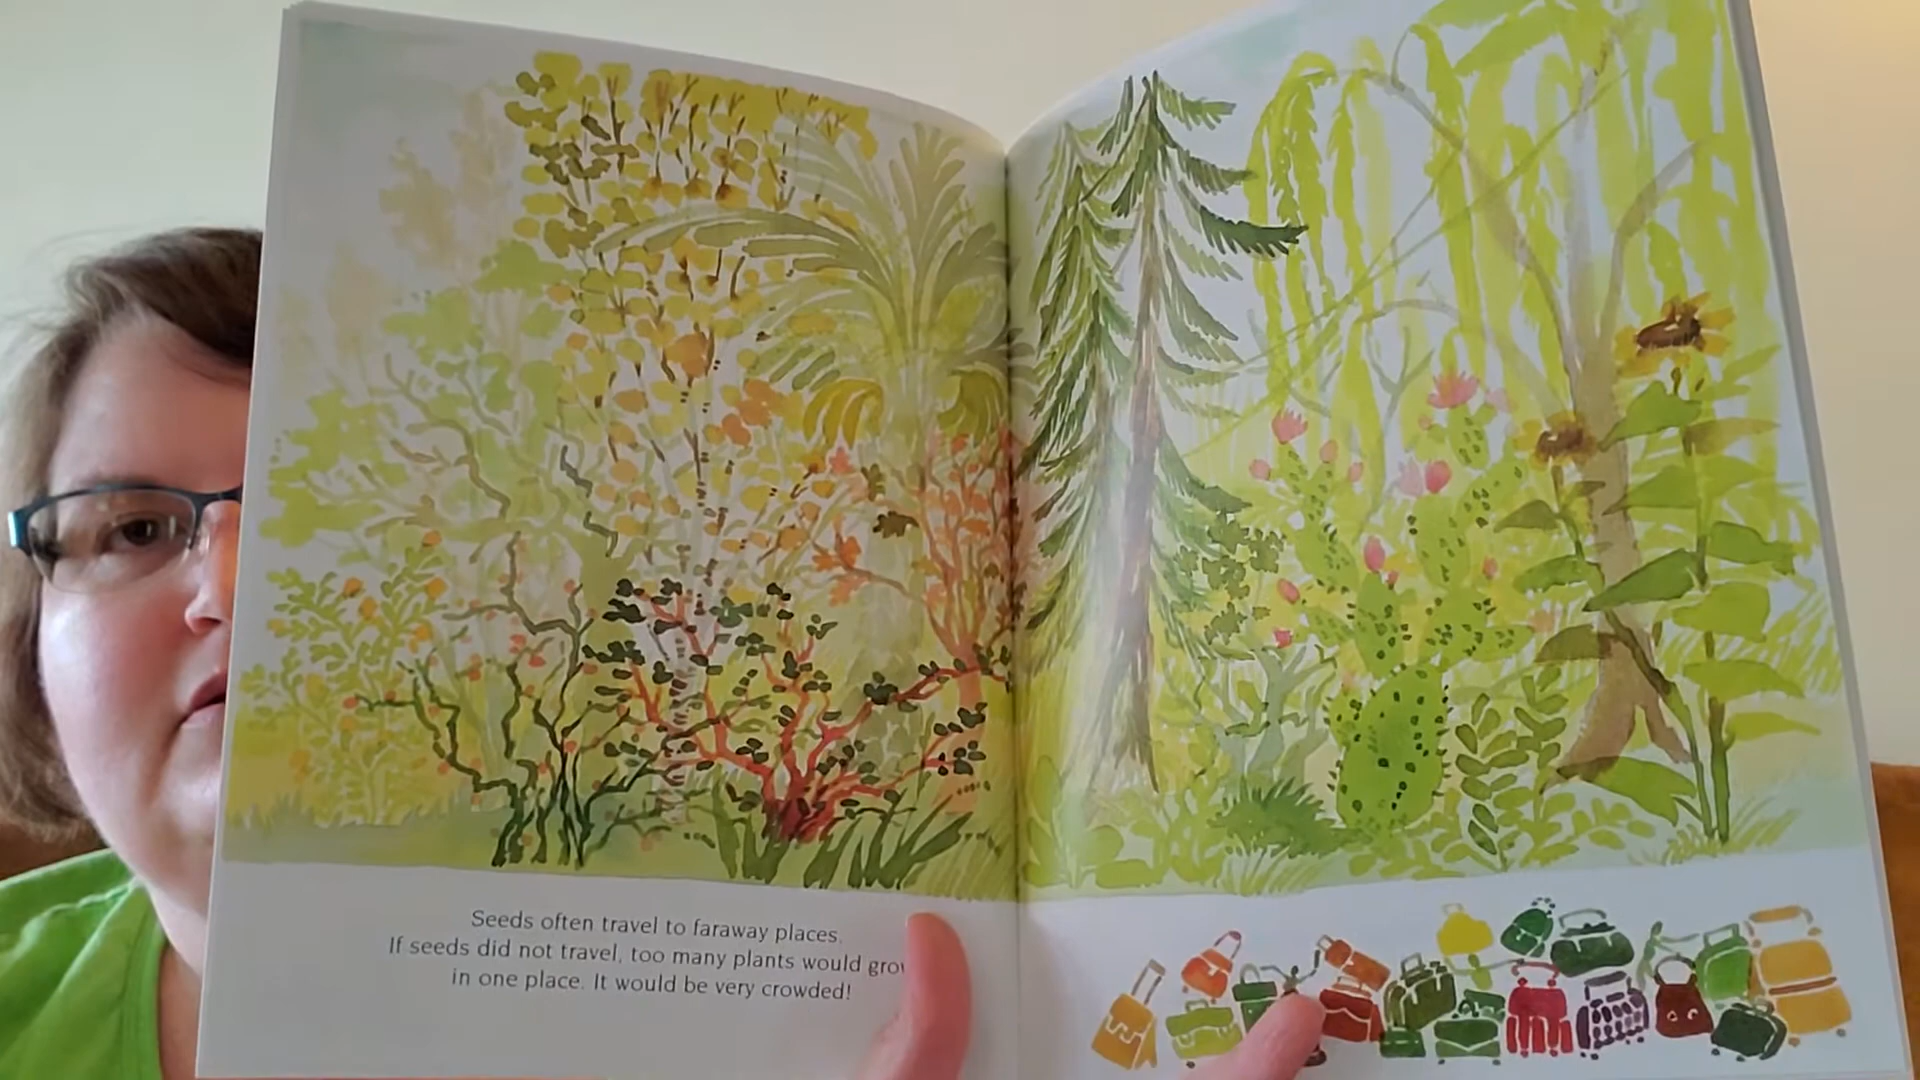 Seeds often travel to faraway places.
If seeds did not travel, too many plants would
in one place. It would be very crowded!